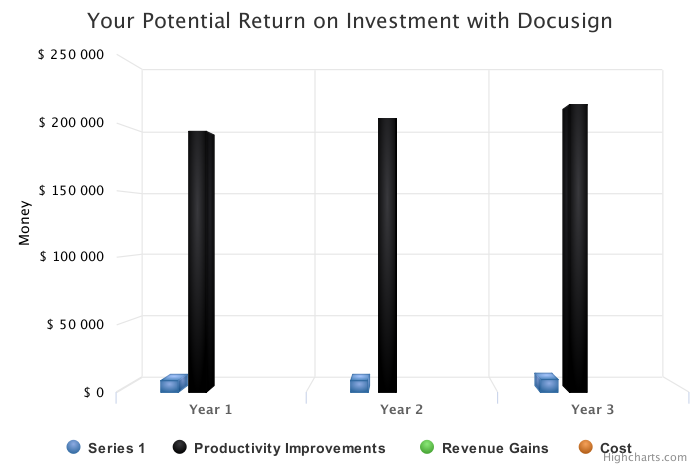 Your Potential Return on Investment with Docusign
$ 250 000
$ 200 000
$ 150 000
$ 100 000
$ 50 000
$ 0
Money
Year 1
Year 2
Year 3
Series 1
Productivity Improvements
Revenue Gains
Cost
Highcharts.com